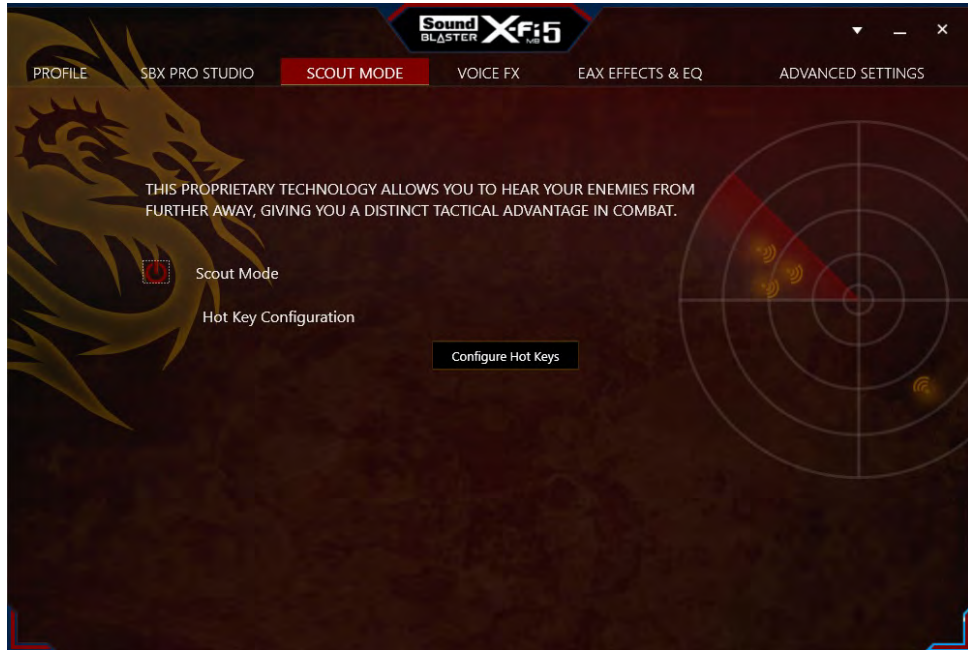 Sound BLASTER X-Fi MB 5
PROFILE SBX PRO STUDIO SCOUT MODE VOICE FX EAX EFFECTS & EQ ADVANCED SETTINGS
THIS PROPRIETARY TECHNOLOGY ALLOWS YOU TO HEAR YOUR ENEMIES FROM
FURTHER AWAY, GIVING YOU A DISTINCT TACTICAL ADVANTAGE IN COMBAT.
Scout Mode
Hot Key Configuration
Configure Hot Keys